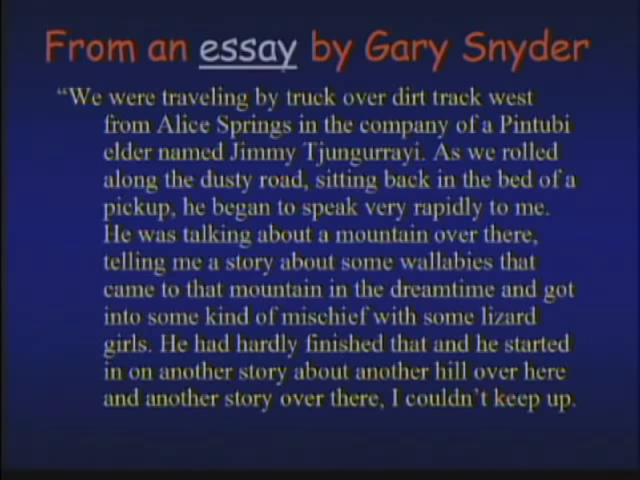 From an essay by Gary Snyder
“We were traveling by truck over dirt track west
from Alice Springs in the company of a Pintubi
elder named Jimmy Tjungurrayi. As we rolled
along the dusty road, sitting back in the bed of a
pickup, he began to speak very rapidly to me.
He was talking about a mountain over there,
telling me a story about some wallabies that
came to that mountain in the dreamtime and got
into some kind of mischief with some lizard
girls. He had hardly finished that and he started
in on another story about another hill over here
and another story over there, I couldn’t keep up.